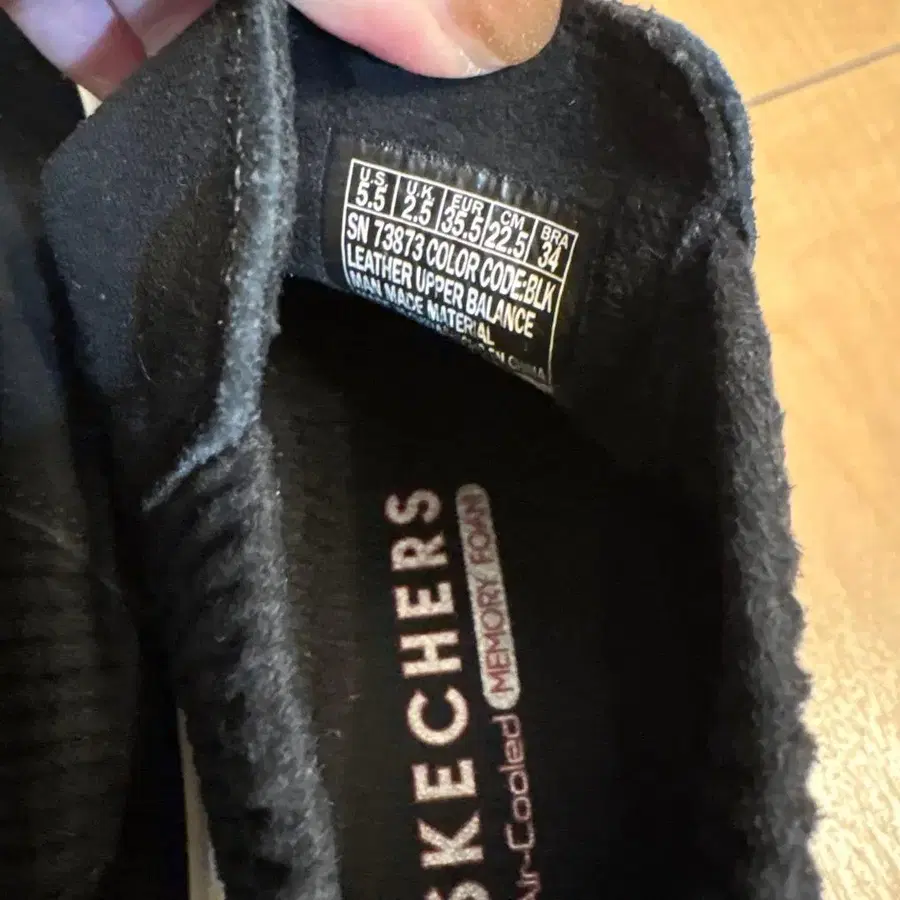 U.S. U.K. EUR CM BRA
5.5 2.5 35.5 22.5 34
SN 73873 COLOR CODE:BLK
LEATHER UPPER BALANCE
MAN MADE MATERIAL
CHINA
SKECHERS
Air-Cooled MEMORY FOAM